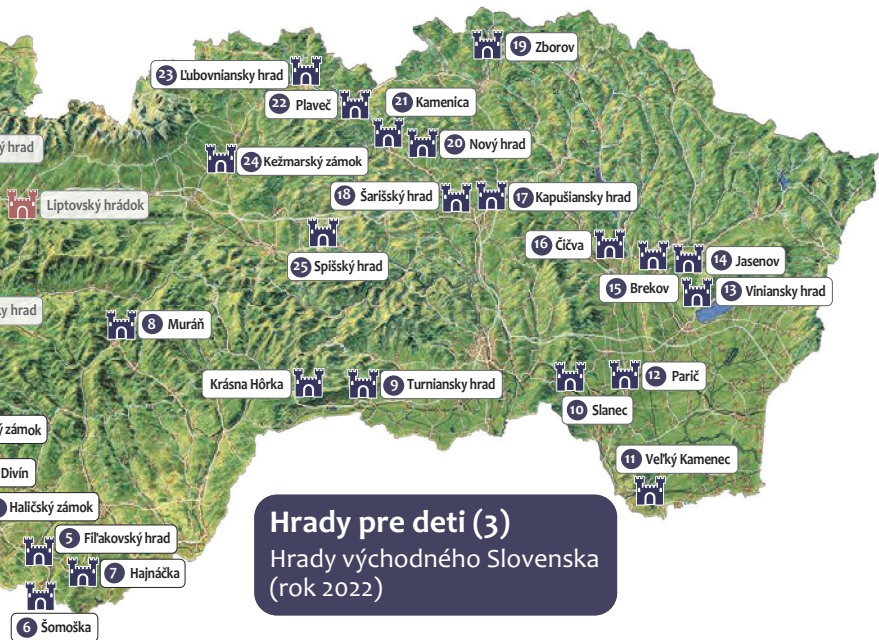 19 Zborov
23 Ľubovniansky hrad
22 Plaveč
21 Kamenica
20 Nový hrad
hrad
24 Kežmarský zámok
18 Šarišský hrad
17 Kapušiansky hrad
Liptovský hrádok
16 Čičva
14 Jasenov
25 Spišský hrad
15 Brekov
13 Viniansky hrad
hrad
8 Muráň
Krásna Hôrka
9 Turniansky hrad
12 Parič
10 Slanec
zámok
11 Veľký Kamenec
Divín
Haličský zámok
5 Fiľakovský hrad
7 Hajnáčka
6 Šomoška
Hrady pre deti (3)
Hrady východného Slovenska
(rok 2022)